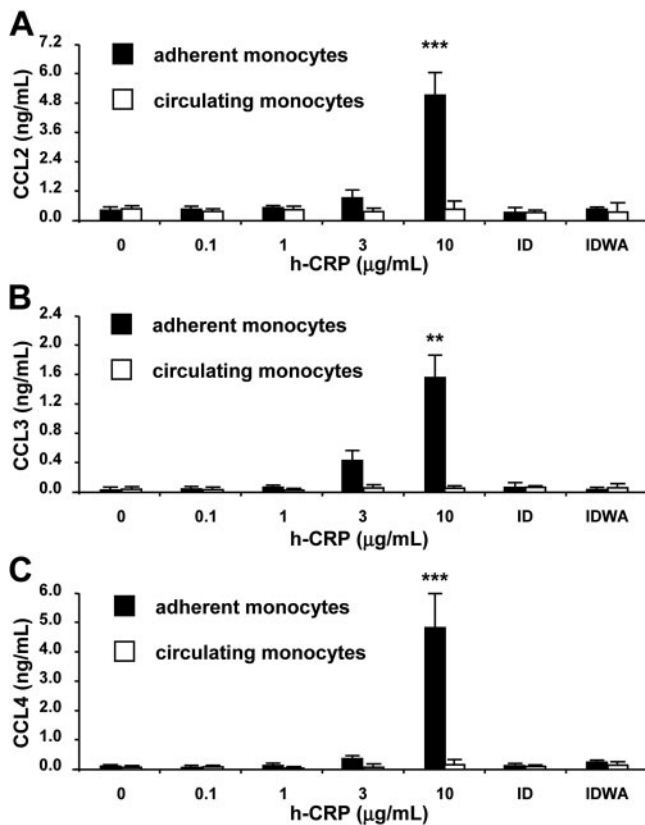 A
7.2
6.0
4.8
3.6
2.4
1.2
0.0
CCL2 (ng/mL)
adherent monocytes
circulating monocytes
***
0 0.1 1 3 10 ID IDWA
h-CRP (μg/mL)
B
2.4
1.6
0.8
0.4
0.0
CCL3 (ng/mL)
adherent monocytes
circulating monocytes
**
0 0.1 1 3 10 ID IDWA
h-CRP (μg/mL)
C
6.0
5.0
4.0
3.0
2.0
1.0
0.0
CCL4 (ng/mL)
adherent monocytes
circulating monocytes
***
0 0.1 1 3 10 ID IDWA
h-CRP (μg/mL)